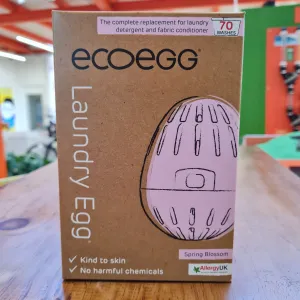 The complete replacement for laundry
detergent and fabric conditioner
70
WASHES
ecoegg
Laundry Egg
Kind to skin
No harmful chemicals
Spring Blossom
AllergyUK